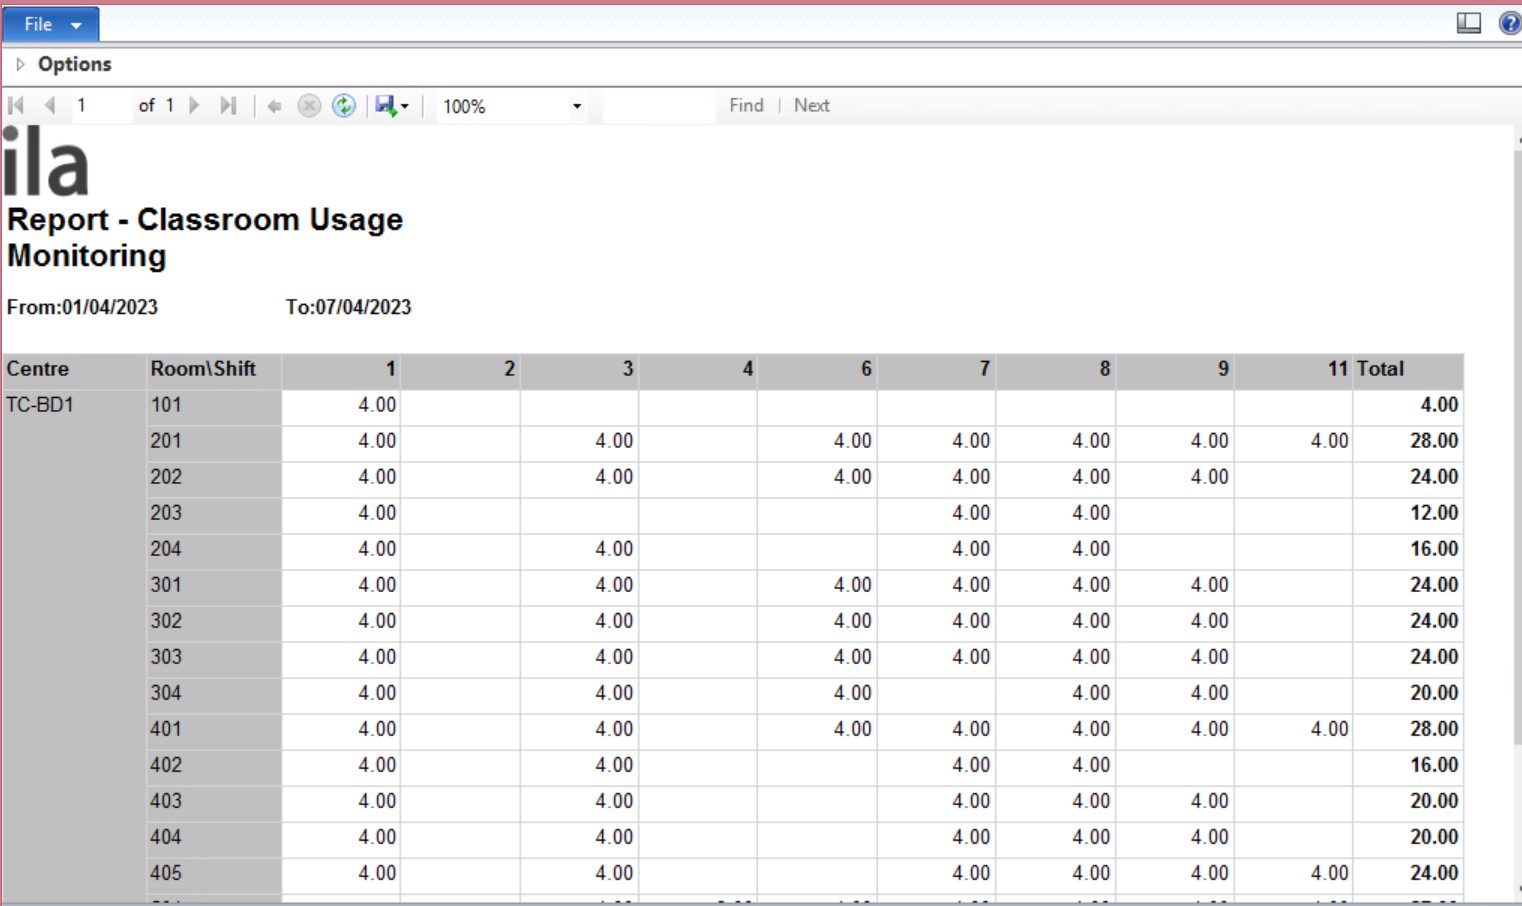 File
Options
1 of 1 100% Find | Next
ila
Report - Classroom Usage
Monitoring
From:01/04/2023 To:07/04/2023
Centre Room\Shift 1 2 3 4 6 7 8 9 11 Total
TC-BD1 101 4.00 4.00
201 4.00 4.00 4.00 4.00 4.00 4.00 4.00 28.00
202 4.00 4.00 4.00 4.00 4.00 4.00 24.00
203 4.00 4.00 4.00 12.00
204 4.00 4.00 4.00 4.00 16.00
301 4.00 4.00 4.00 4.00 4.00 4.00 24.00
302 4.00 4.00 4.00 4.00 4.00 4.00 24.00
303 4.00 4.00 4.00 4.00 4.00 4.00 24.00
304 4.00 4.00 4.00 4.00 4.00 20.00
401 4.00 4.00 4.00 4.00 4.00 4.00 4.00 28.00
402 4.00 4.00 4.00 4.00 16.00
403 4.00 4.00 4.00 4.00 4.00 20.00
404 4.00 4.00 4.00 4.00 4.00 20.00
405 4.00 4.00 4.00 4.00 4.00 4.00 24.00